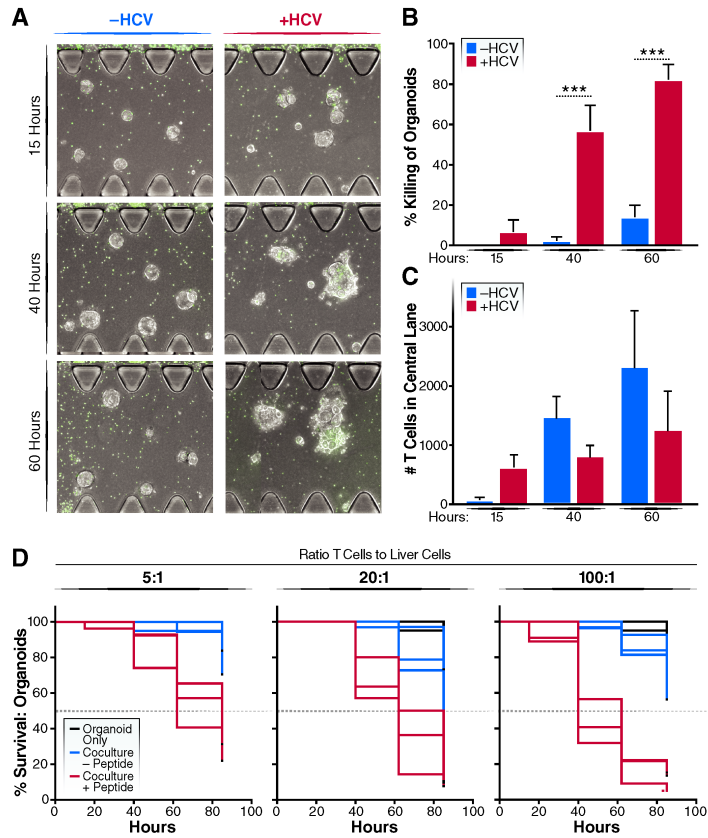 A
–HCV
+HCV
15 Hours
40 Hours
60 Hours
B
–HCV
+HCV
% Killing of Organoids
100
80
60
40
20
0
***
***
Hours:
15
40
60
C
–HCV
+HCV
# T Cells in Central Lane
3000
2000
1000
0
Hours:
15
40
60
D
Ratio T Cells to Liver Cells
5:1
20:1
100:1
% Survival: Organoids
100
80
60
40
20
0
Organoid
Only
Coculture
– Peptide
Coculture
+ Peptide
0 20 40 60 80 100
0 20 40 60 80 100
0 20 40 60 80 100
Hours
Hours
Hours